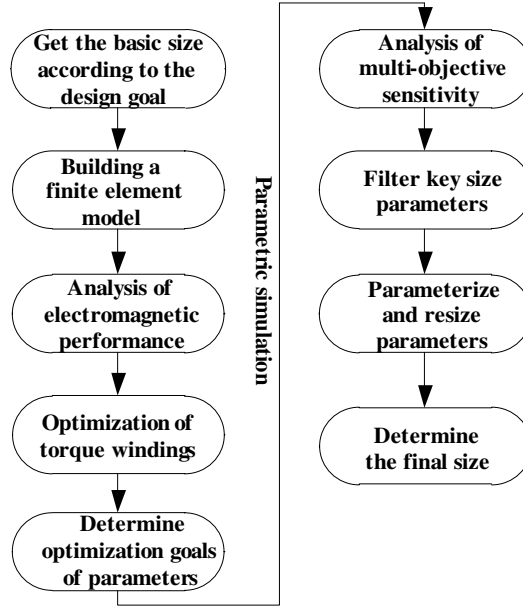 Get the basic size
according to the
design goal
Building a
finite element
model
Analysis of
electromagnetic
performance
Optimization of
torque windings
Determine
optimization goals
of parameters
Parametric simulation
Analysis of
multi-objective
sensitivity
Filter key size
parameters
Parameterize
and resize
parameters
Determine
the final size